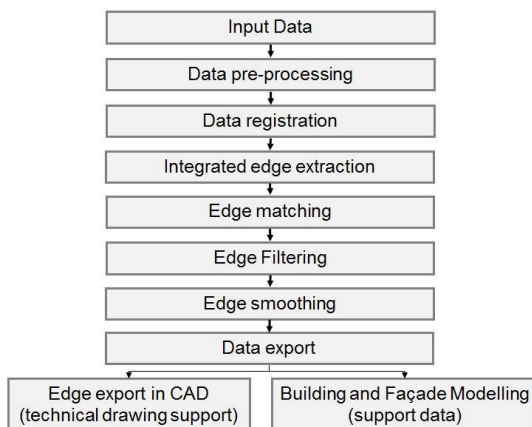 Input Data
Data pre-processing
Data registration
Integrated edge extraction
Edge matching
Edge Filtering
Edge smoothing
Data export
Edge export in CAD
(technical drawing support)
Building and Façade Modelling
(support data)